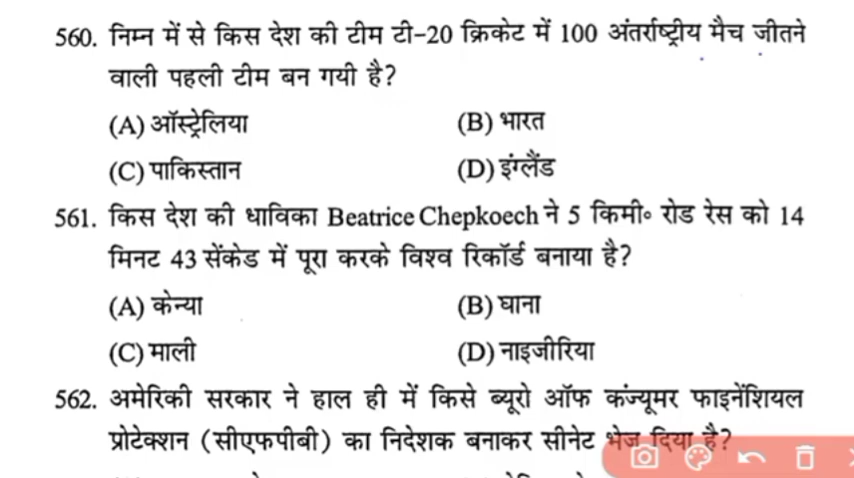 560. निम्न में से किस देश की टीम टी-20 क्रिकेट में 100 अंतर्राष्ट्रीय मैच जीतने
वाली पहली टीम बन गयी है?
(A) ऑस्ट्रेलिया (B) भारत
(C) पाकिस्तान (D) इंग्लैंड
561. किस देश की धाविका Beatrice Chepkoech ने 5 किमी॰ रोड रेस को 14
मिनट 43 सेंकेड में पूरा करके विश्व रिकॉर्ड बनाया है?
(A) केन्या (B) घाना
(C) माली (D) नाइजीरिया
562. अमेरिकी सरकार ने हाल ही में किसे ब्यूरो ऑफ कंज्यूमर फाइनेंशियल
प्रोटेक्शन (सीएफपीबी) का निदेशक बनाकर सीनेट भेज दिया है?